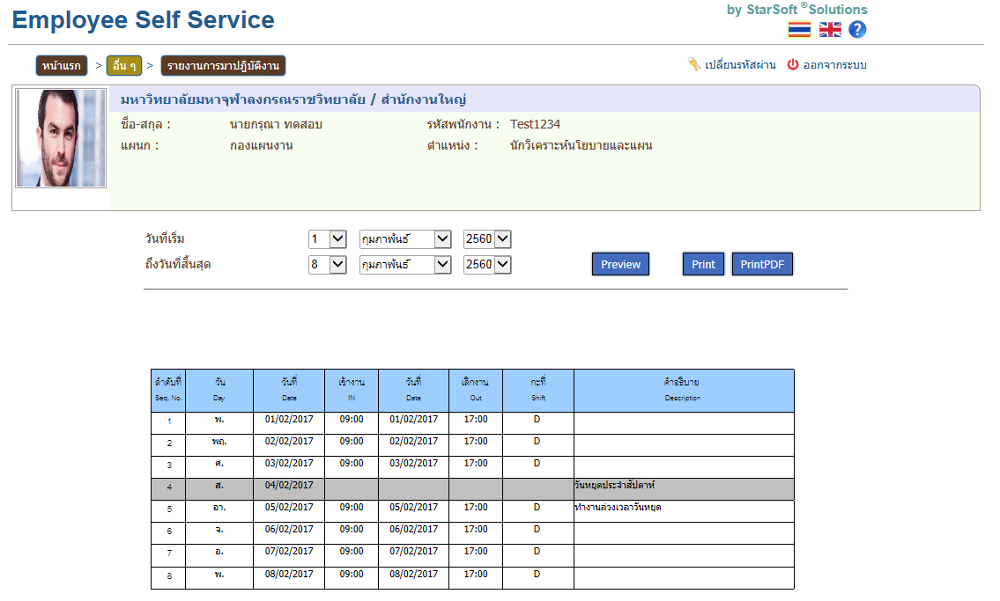 Employee Self Service
by StarSoft ®Solutions
หน้าแรก > อื่น ๆ > รายงานการมาปฏิบัติงาน
เปลี่ยนรหัสผ่าน ออกจากระบบ
มหาวิทยาลัยมหาจุฬาลงกรณราชวิทยาลัย / สำนักงานใหญ่
ชื่อ-สกุล : นายกรุณา ทดสอบ รหัสพนักงาน : Test1234
แผนก : กองแผนงาน ตำแหน่ง : นักวิเคราะห์นโยบายและแผน
วันที่เริ่ม 1 กุมภาพันธ์ 2560
ถึงวันที่สิ้นสุด 8 กุมภาพันธ์ 2560 Preview Print PrintPDF
ลำดับที่ วัน วันที่ เข้างาน วันที่ เลิกงาน กะที่ คำอธิบาย
Seq. No. Day Date IN Date Out Shift Description
1 พ. 01/02/2017 09:00 01/02/2017 17:00 D
2 พฤ. 02/02/2017 09:00 02/02/2017 17:00 D
3 ศ. 03/02/2017 09:00 03/02/2017 17:00 D
4 ส. 04/02/2017 วันหยุดประจำสัปดาห์
5 อา. 05/02/2017 09:00 05/02/2017 17:00 D ทำงานล่วงเวลาวันหยุด
6 จ. 06/02/2017 09:00 06/02/2017 17:00 D
7 อ. 07/02/2017 09:00 07/02/2017 17:00 D
8 พ. 08/02/2017 09:00 08/02/2017 17:00 D